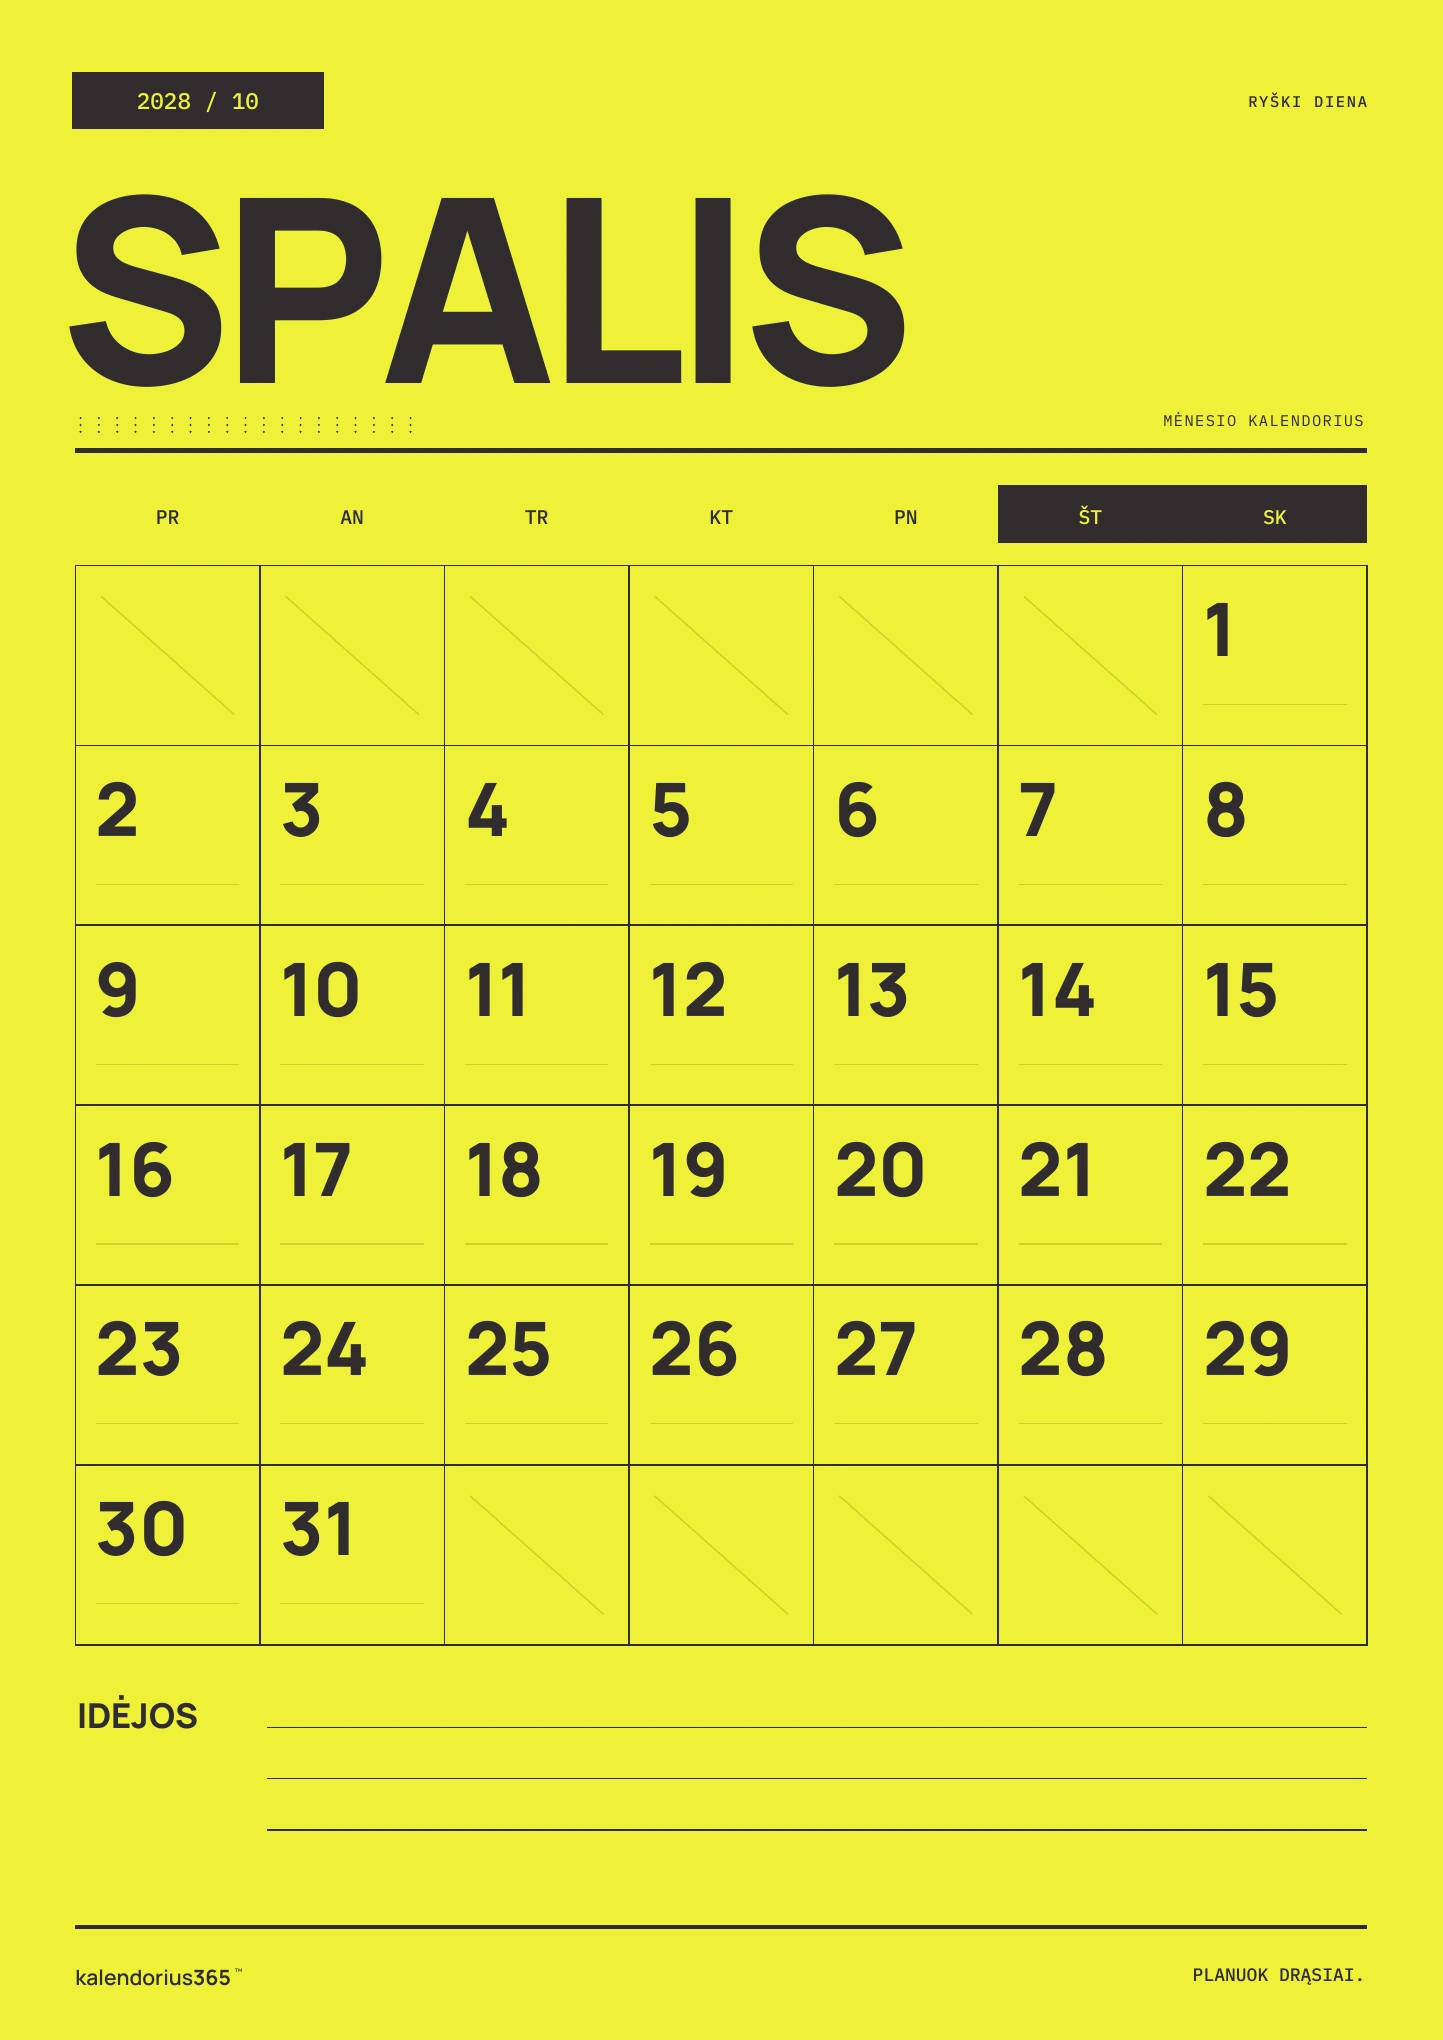 2028 / 10
RYŠKI DIENA
SPALIS
MĖNESIO KALENDORIUS
PR AN TR KT PN ŠT SK
1
2 3 4 5 6 7 8
9 10 11 12 13 14 15
16 17 18 19 20 21 22
23 24 25 26 27 28 29
30 31
IDĖJOS
kalendorius365™
PLANUOK DRĄSIAI.